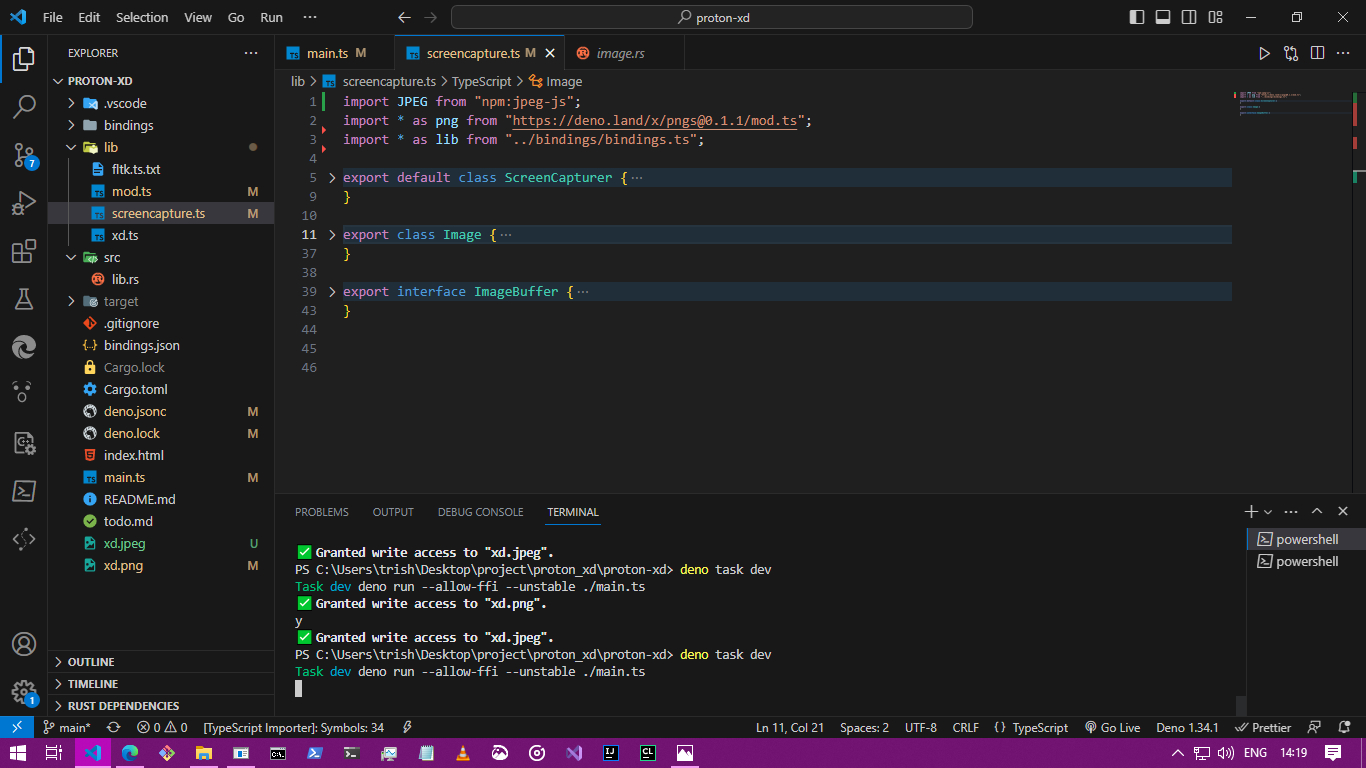 File Edit Selection View Go Run ··· proton-xd
EXPLORER ···
PROTON-XD
.vscode
bindings
lib
fltk.ts.txt
mod.ts M
screencapture.ts M
xd.ts
src
lib.rs
target
.gitignore
bindings.json
Cargo.lock
Cargo.toml
deno.jsonc M
deno.lock M
index.html
main.ts M
README.md
todo.md
xd.jpeg U
xd.png M
OUTLINE
TIMELINE
RUST DEPENDENCIES
7
1
main.ts M screencapture.ts M image.rs
lib > screencapture.ts > TypeScript > Image
1 import JPEG from "npm:jpeg-js";
2 import * as png from "https://deno.land/x/pngs@0.1.1/mod.ts";
3 import * as lib from "../bindings/bindings.ts";
4
5 export default class ScreenCapturer { ···
9 }
10
11 export class Image { ···
37 }
38
39 export interface ImageBuffer { ···
43 }
44
45
46
PROBLEMS OUTPUT DEBUG CONSOLE TERMINAL
✅ Granted write access to "xd.jpeg".
PS C:\Users\trish\Desktop\project\proton_xd\proton-xd> deno task dev
Task dev deno run --allow-ffi --unstable ./main.ts
✅ Granted write access to "xd.png".
y
✅ Granted write access to "xd.jpeg".
PS C:\Users\trish\Desktop\project\proton_xd\proton-xd> deno task dev
Task dev deno run --allow-ffi --unstable ./main.ts
powershell
powershell
main* 0 0 [TypeScript Importer]: Symbols: 34 Ln 11, Col 21 Spaces: 2 UTF-8 CRLF { } TypeScript Go Live Deno 1.34.1 Prettier
ENG 14:19